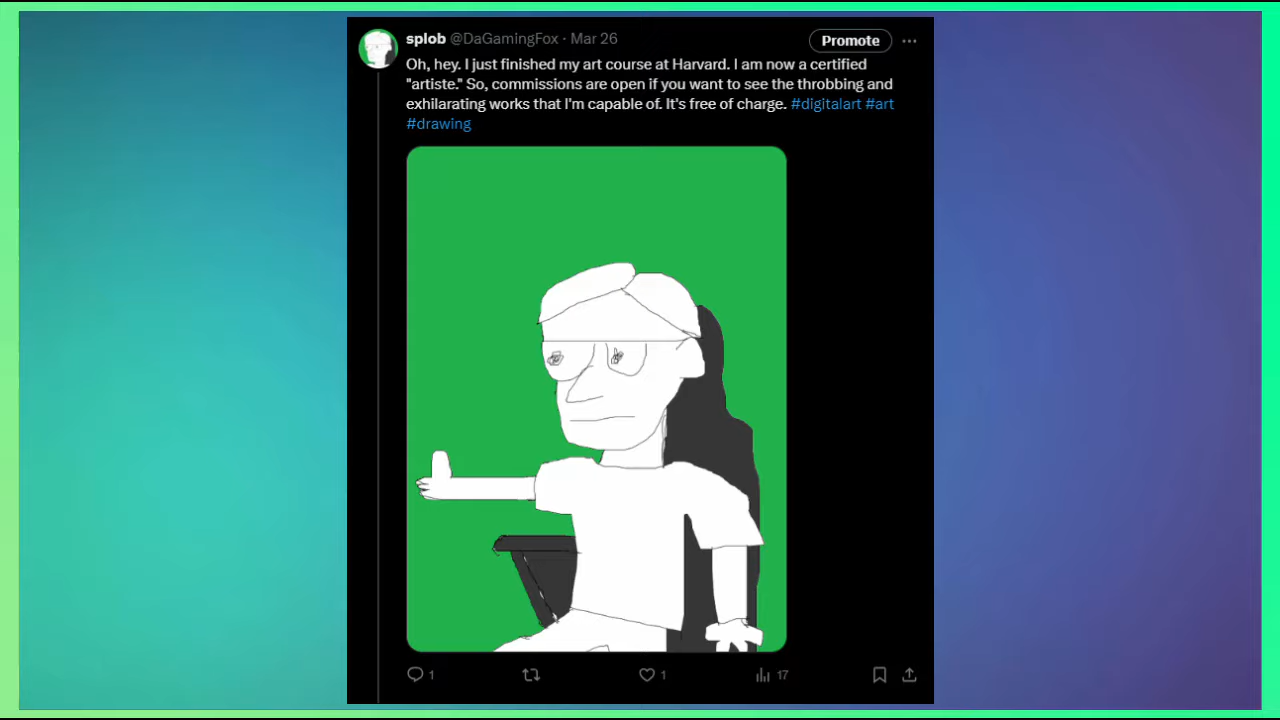 splob @DaGamingFox · Mar 26
Promote
Oh, hey. I just finished my art course at Harvard. I am now a certified
"artiste." So, commissions are open if you want to see the throbbing and
exhilarating works that I'm capable of. It's free of charge. #digitalart #art
#drawing
1
1
17